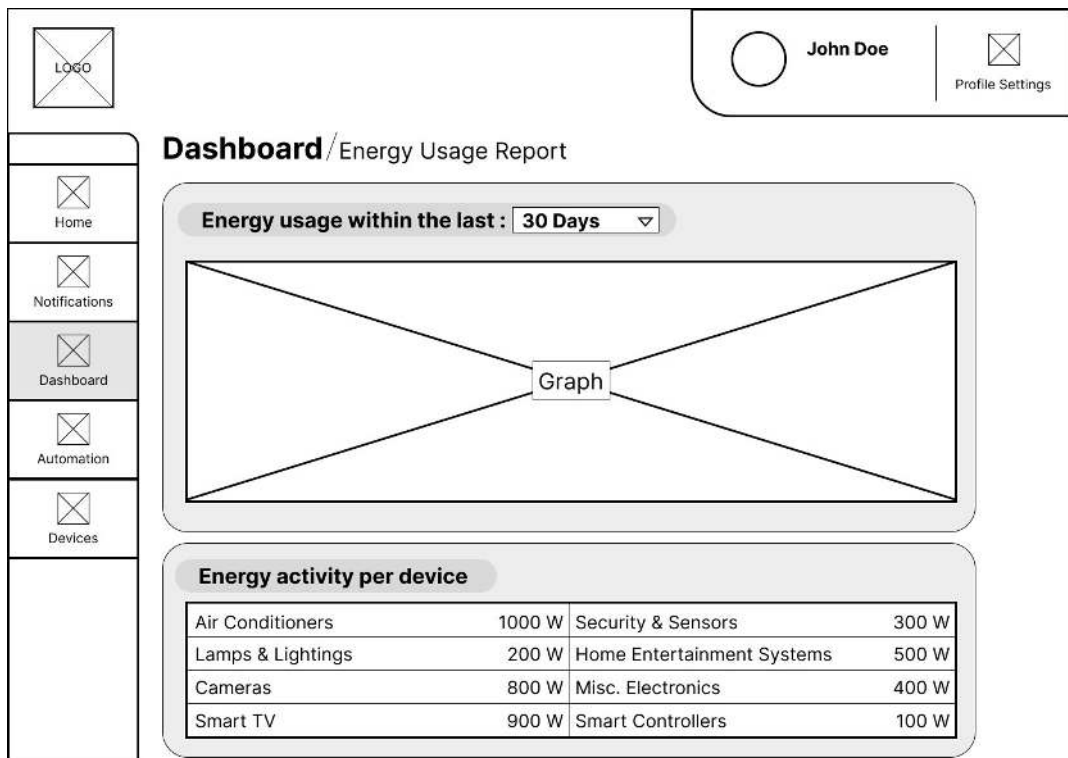 LOGO
John Doe
Profile Settings
Dashboard/Energy Usage Report
Home
Notifications
Dashboard
Automation
Devices
Energy usage within the last : 30 Days
Graph
Energy activity per device
Air Conditioners 1000 W Security & Sensors 300 W
Lamps & Lightings 200 W Home Entertainment Systems 500 W
Cameras 800 W Misc. Electronics 400 W
Smart TV 900 W Smart Controllers 100 W